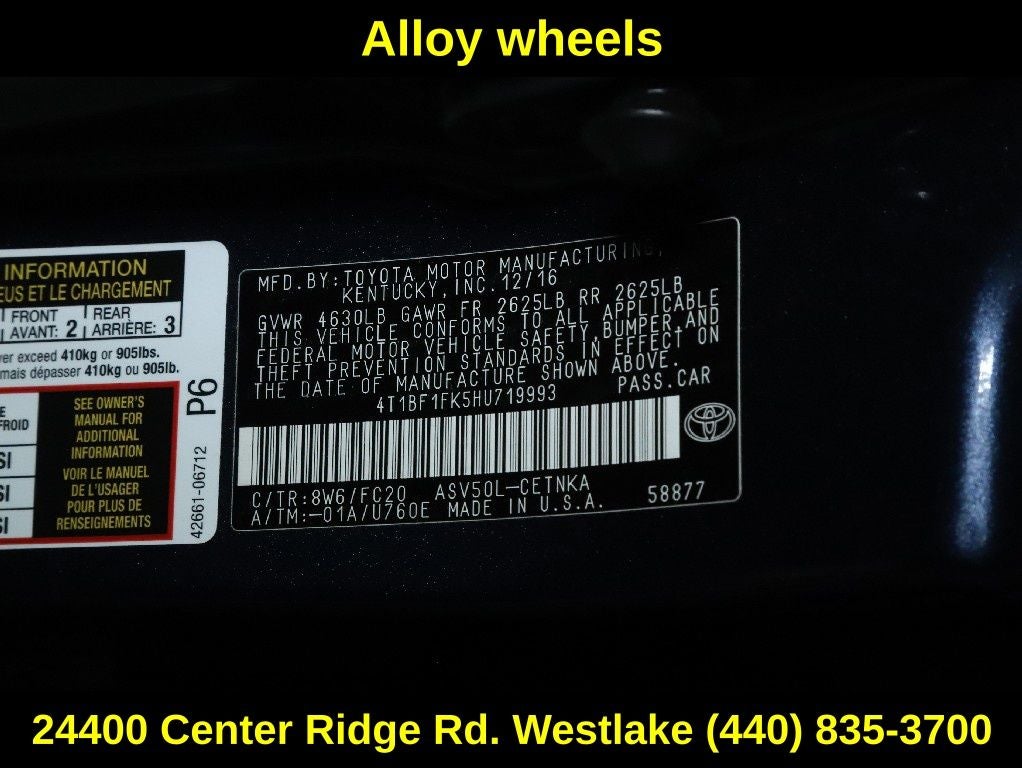 Alloy wheels
INFORMATION
EUS ET LE CHARGEMENT
FRONT
AVANT: 2
REAR
ARRIÈRE: 3
ver exceed 410kg or 905lbs.
mais dépasser 410kg ou 905lb.
E
FROID
SI
SI
SEE OWNER'S
MANUAL FOR
ADDITIONAL
INFORMATION
VOIR LE MANUEL
DE L'USAGER
POUR PLUS DE
RENSEIGNEMENTS
P6
42661-06712
MFD.BY:TOYOTA MOTOR MANUFACTURING,
KENTUCKY,INC.12/16
GVWR 4630LB GAWR FR 2625LB RR 2625LB
THIS VEHICLE CONFORMS TO ALL APPLICABLE
FEDERAL MOTOR VEHICLE SAFETY,BUMPER,AND
THEFT PREVENTION STANDARDS IN EFFECT ON
THE DATE OF MANUFACTURE SHOWN ABOVE.
PASS.CAR
4T1BF1FK5HU719993
C/TR:8W6/FC20 ASV50L-CETNKA
A/TM:-01A/U760E MADE IN U.S.A.
58877
24400 Center Ridge Rd. Westlake (440) 835-3700